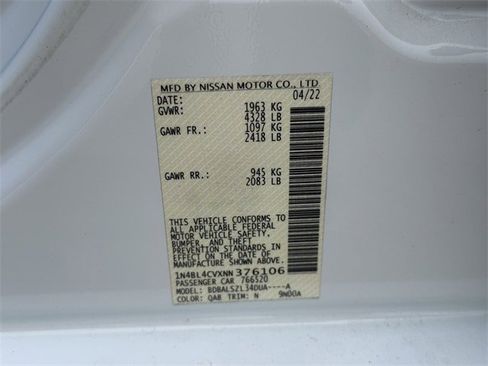 MFD BY NISSAN MOTOR CO., LTD
DATE: 04/22
GVWR: 1963 KG
4328 LB
GAWR FR.: 1097 KG
2418 LB
GAWR RR.: 945 KG
2083 LB
THIS VEHICLE CONFORMS TO
ALL APPLICABLE FEDERAL
MOTOR VEHICLE SAFETY,
BUMPER, AND THEFT
PREVENTION STANDARDS IN
EFFECT ON THE DATE OF
MANUFACTURE SHOWN ABOVE.
1N4BL4CVXNN376106
PASSENGER CAR 766520
MODEL: BDBALSZL34DUA----A
COLOR: QAB TRIM: N